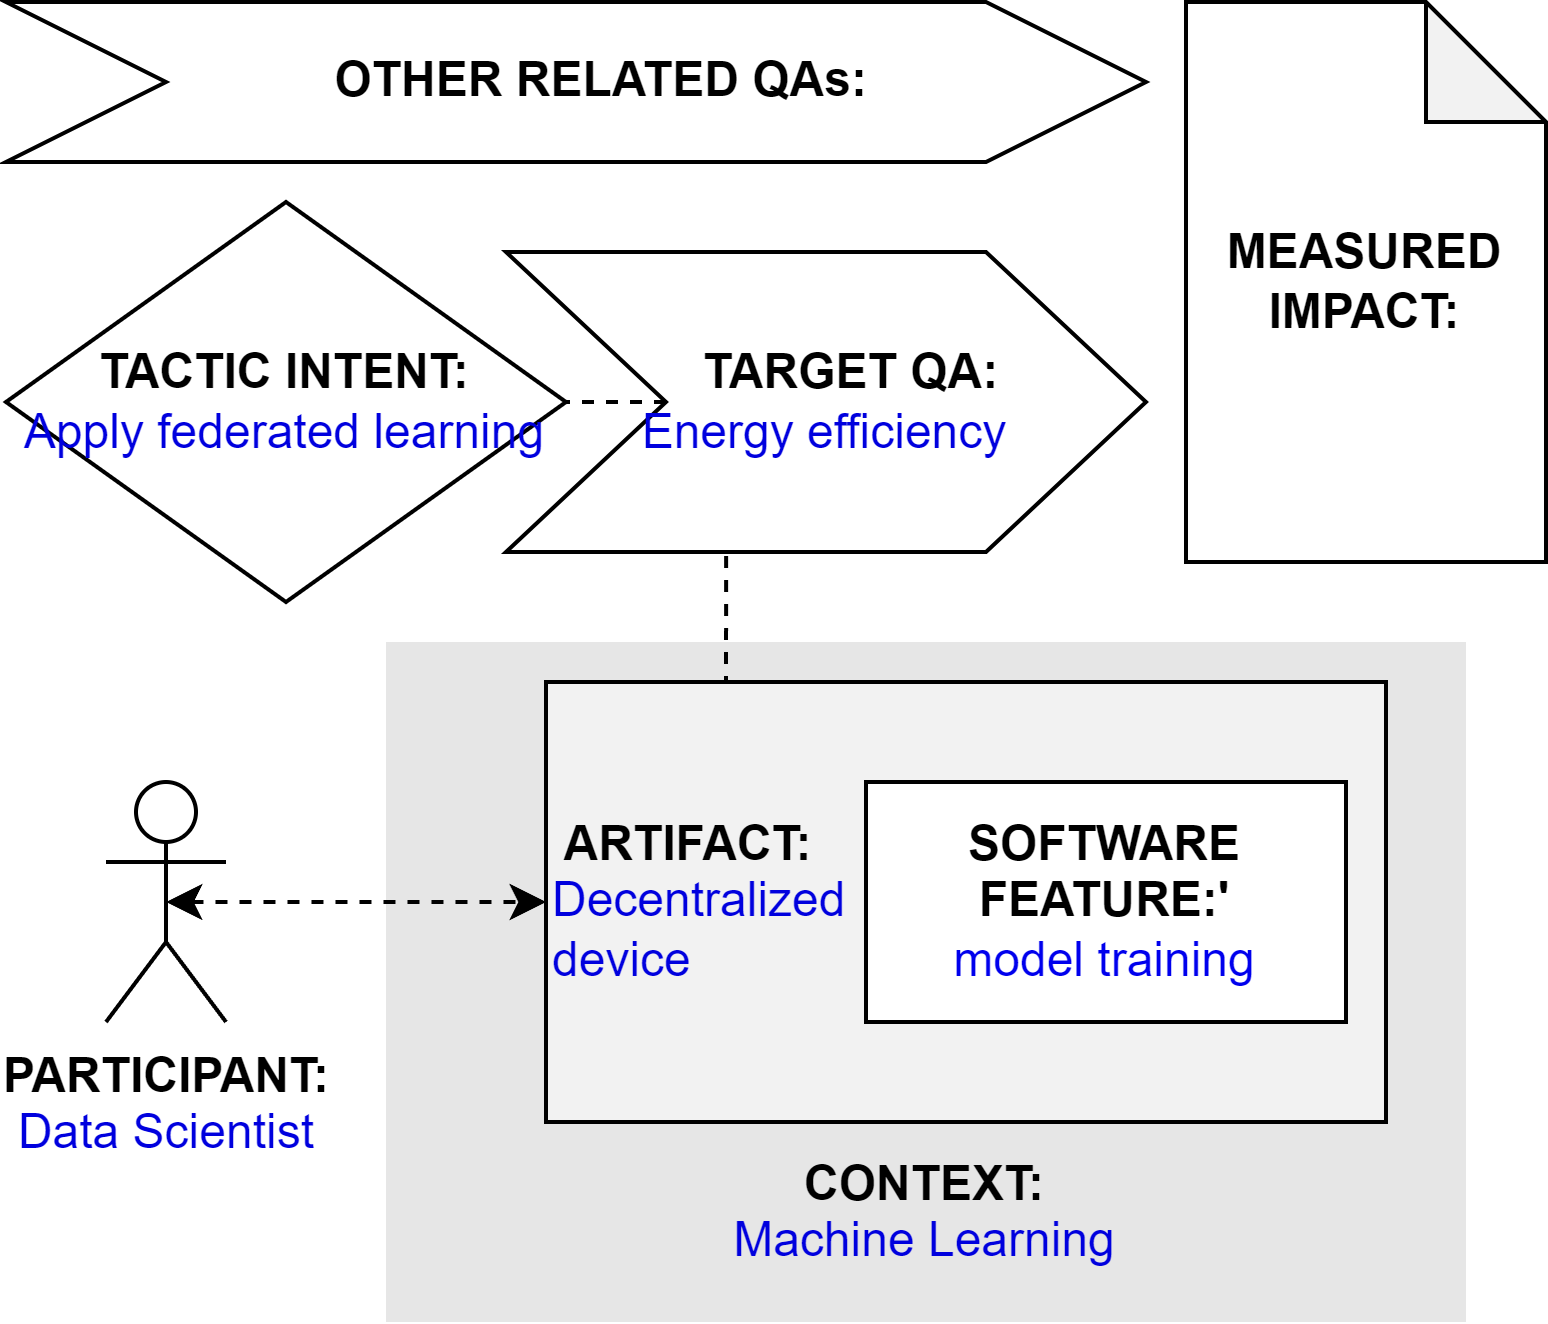 OTHER RELATED QAs:
MEASURED
IMPACT:
TACTIC INTENT:
Apply federated learning
TARGET QA:
Energy efficiency
ARTIFACT:
Decentralized
device
SOFTWARE
FEATURE:'
model training
PARTICIPANT:
Data Scientist
CONTEXT:
Machine Learning